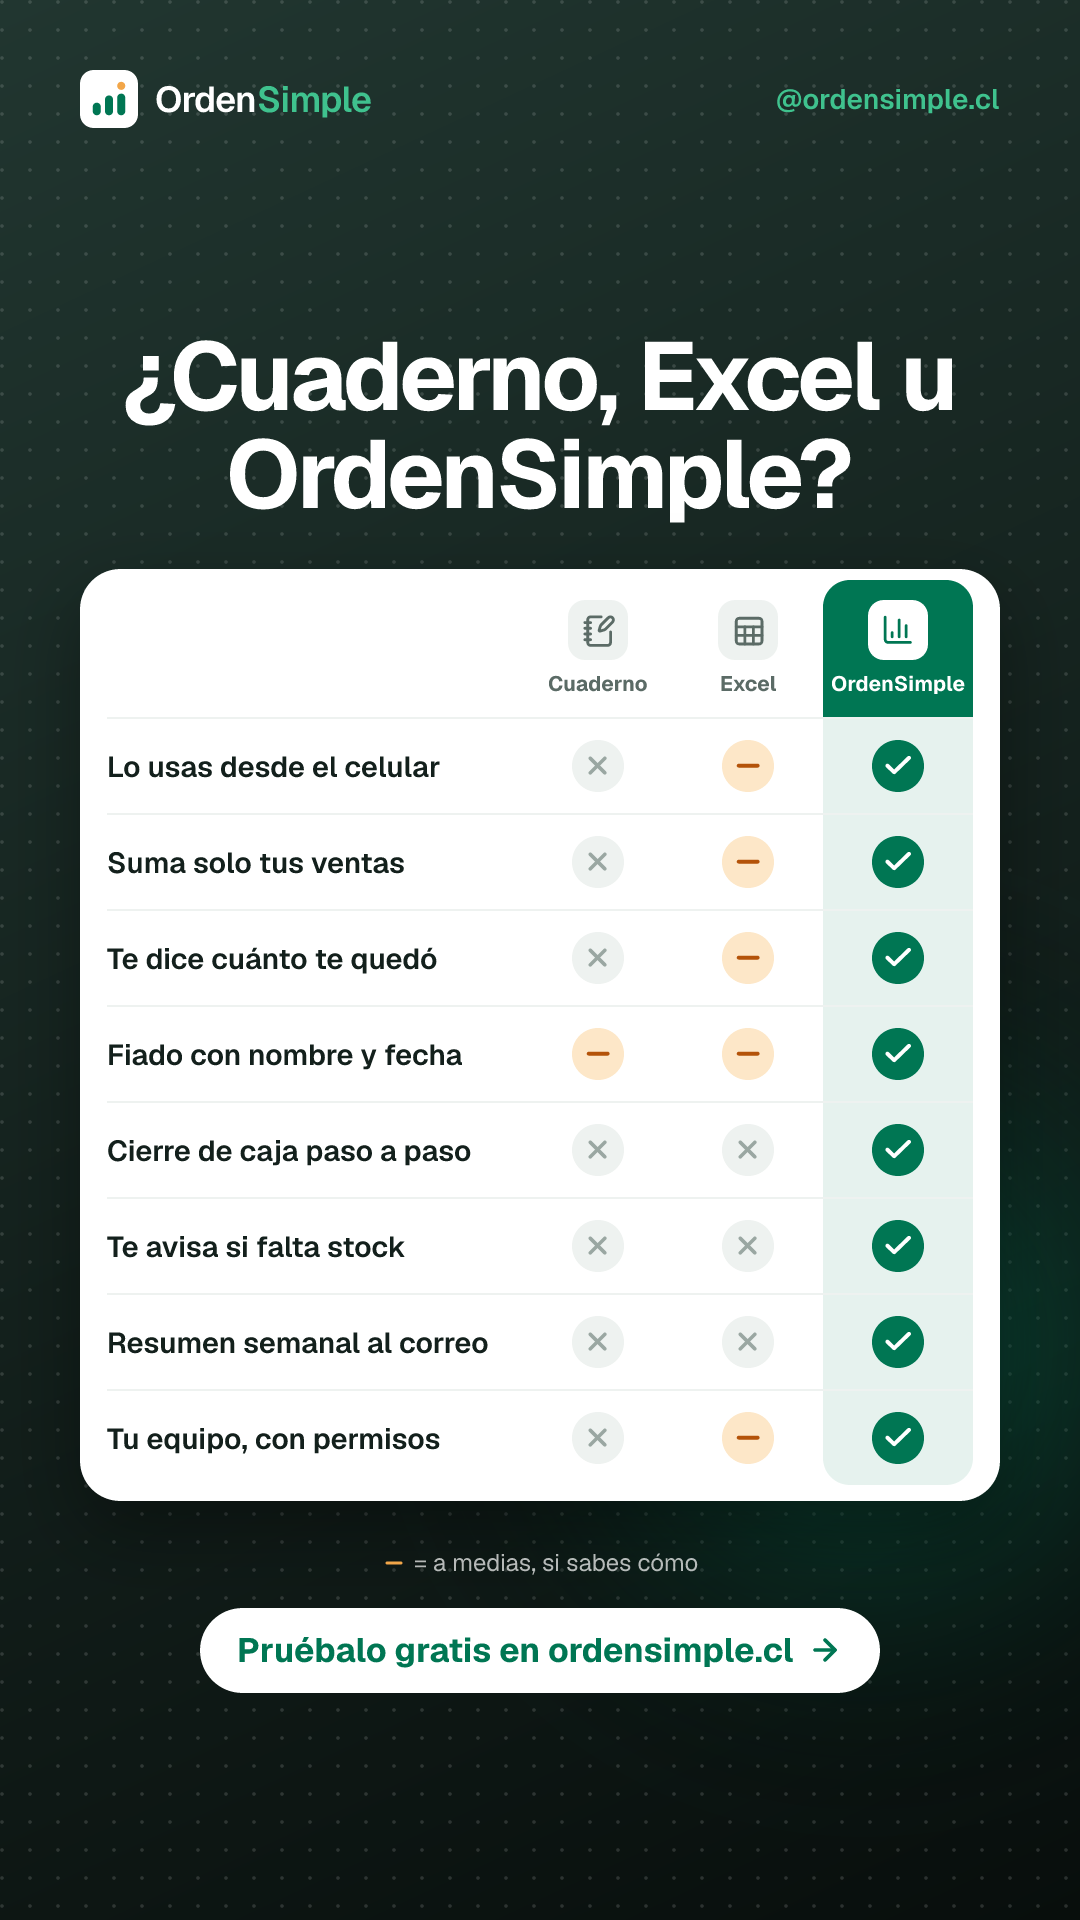 OrdenSimple
@ordensimple.cl
¿Cuaderno, Excel u
OrdenSimple?
Cuaderno
Excel
OrdenSimple
Lo usas desde el celular
Suma solo tus ventas
Te dice cuánto te quedó
Fiado con nombre y fecha
Cierre de caja paso a paso
Te avisa si falta stock
Resumen semanal al correo
Tu equipo, con permisos
– = a medias, si sabes cómo
Pruébalo gratis en ordensimple.cl →